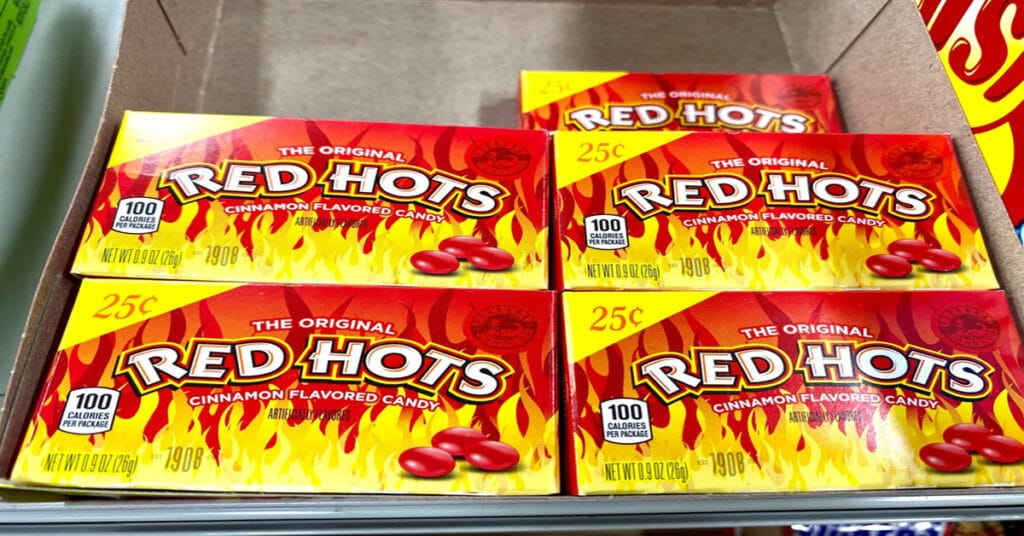 25¢
THE ORIGINAL
RED HOTS
THE ORIGINAL
RED HOTS
CINNAMON FLAVORED CANDY
ARTIFICIALLY FLAVORED
100
CALORIES
PER PACKAGE
NET WT 0.9 OZ (26g) EST 1908
25¢
THE ORIGINAL
RED HOTS
CINNAMON FLAVORED CANDY
ARTIFICIALLY FLAVORED
100
CALORIES
PER PACKAGE
NET WT 0.9 OZ (26g) EST 1908
25¢
THE ORIGINAL
RED HOTS
CINNAMON FLAVORED CANDY
ARTIFICIALLY FLAVORED
100
CALORIES
PER PACKAGE
NET WT 0.9 OZ (26g) EST 1908
25¢
THE ORIGINAL
RED HOTS
CINNAMON FLAVORED CANDY
ARTIFICIALLY FLAVORED
100
CALORIES
PER PACKAGE
NET WT 0.9 OZ (26g) EST 1908